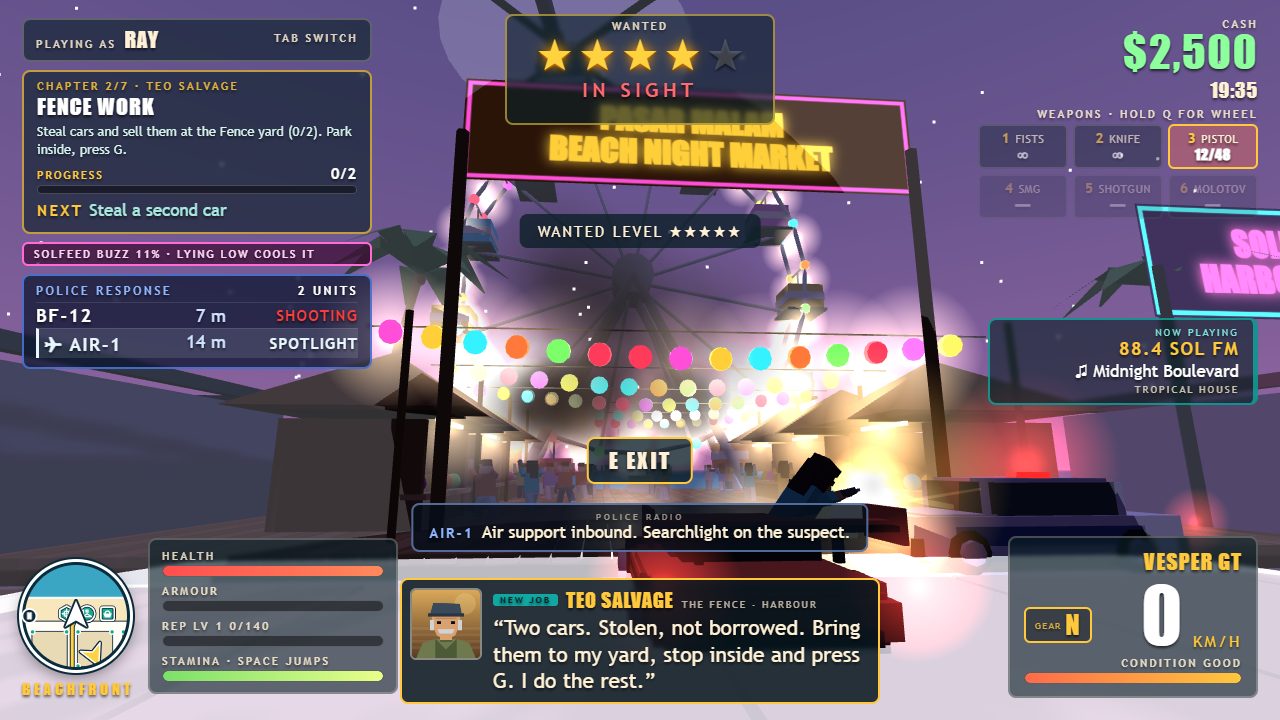 PLAYING AS RAY
TAB SWITCH
CHAPTER 2/7 · TEO SALVAGE
FENCE WORK
Steal cars and sell them at the Fence yard (0/2). Park
inside, press G.
PROGRESS 0/2
NEXT Steal a second car
SOLFEED BUZZ 11% · LYING LOW COOLS IT
POLICE RESPONSE 2 UNITS
BF-12 7 m SHOOTING
AIR-1 14 m SPOTLIGHT
WANTED
IN SIGHT
PASAR MALAM
BEACH NIGHT MARKET
WANTED LEVEL ★★★★★
CASH
$2,500
19:35
WEAPONS · HOLD Q FOR WHEEL
1 FISTS
∞
2 KNIFE
∞
3 PISTOL
12/48
4 SMG
—
5 SHOTGUN
—
6 MOLOTOV
—
NOW PLAYING
88.4 SOL FM
♫ Midnight Boulevard
TROPICAL HOUSE
E EXIT
POLICE RADIO
AIR-1 Air support inbound. Searchlight on the suspect.
NEW JOB TEO SALVAGE THE FENCE · HARBOUR
“Two cars. Stolen, not borrowed. Bring
them to my yard, stop inside and press
G. I do the rest.”
HEALTH
ARMOUR
REP LV 1 0/140
STAMINA · SPACE JUMPS
BEACHFRONT
VESPER GT
GEAR N
0 KM/H
CONDITION GOOD